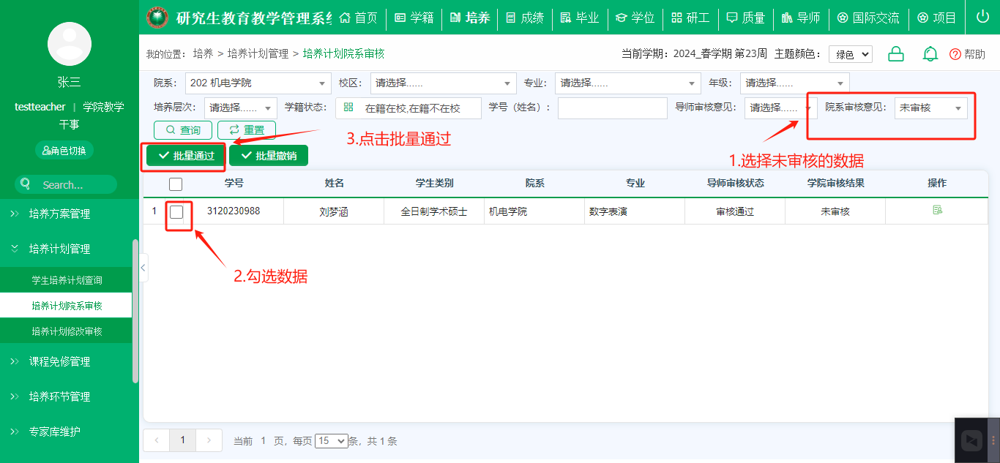 研究生教育教学管理系统 首页 学籍 培养 成绩 毕业 学位 研工 质量 导师 国际交流 项目
张三
testteacher | 学院教学
干事
角色切换
Search...
培养方案管理
培养计划管理
学生培养计划查询
培养计划院系审核
培养计划修改审核
课程免修管理
培养环节管理
专家库维护
我的位置: 培养 > 培养计划管理 > 培养计划院系审核 当前学期: 2024_春学期 第23周 主题颜色: 绿色 帮助
院系: 202 机电学院 校区: 请选择...... 专业: 请选择...... 年级: 请选择......
培养层次: 请选择...... 学籍状态: 在籍在校,在籍不在校 学号（姓名）: 导师审核意见: 请选择...... 院系审核意见: 未审核
查询 重置 3.点击批量通过
批量通过 批量撤销 1.选择未审核的数据
学号 姓名 学生类别 院系 专业 导师审核状态 学院审核结果 操作
1 3120230988 刘梦涵 全日制学术硕士 机电学院 数字表演 审核通过 未审核
2.勾选数据
< 1 > 当前 1 页, 每页 15 条, 共 1 条